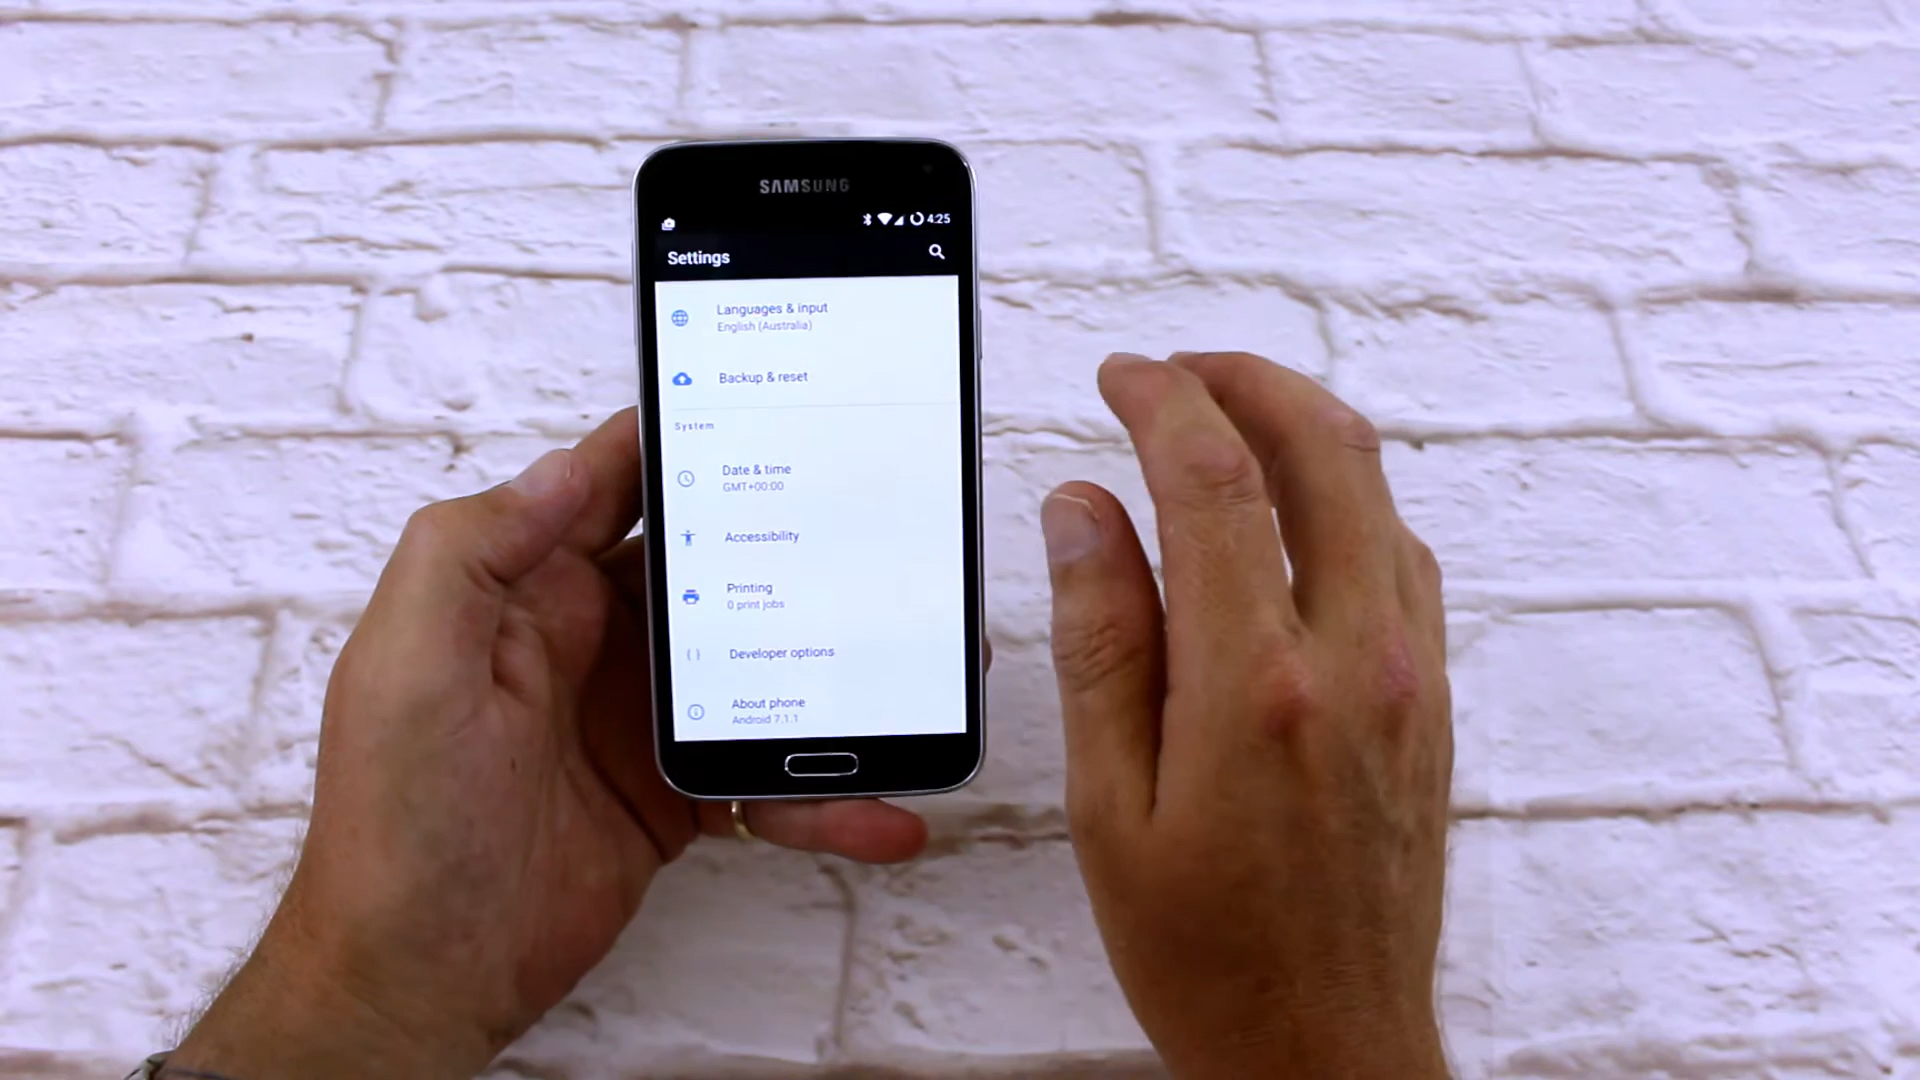 SAMSUNG
4:25
Settings
Languages & input
English (Australia)
Backup & reset
System
Date & time
GMT+00:00
Accessibility
Printing
0 print jobs
Developer options
About phone
Android 7.1.1